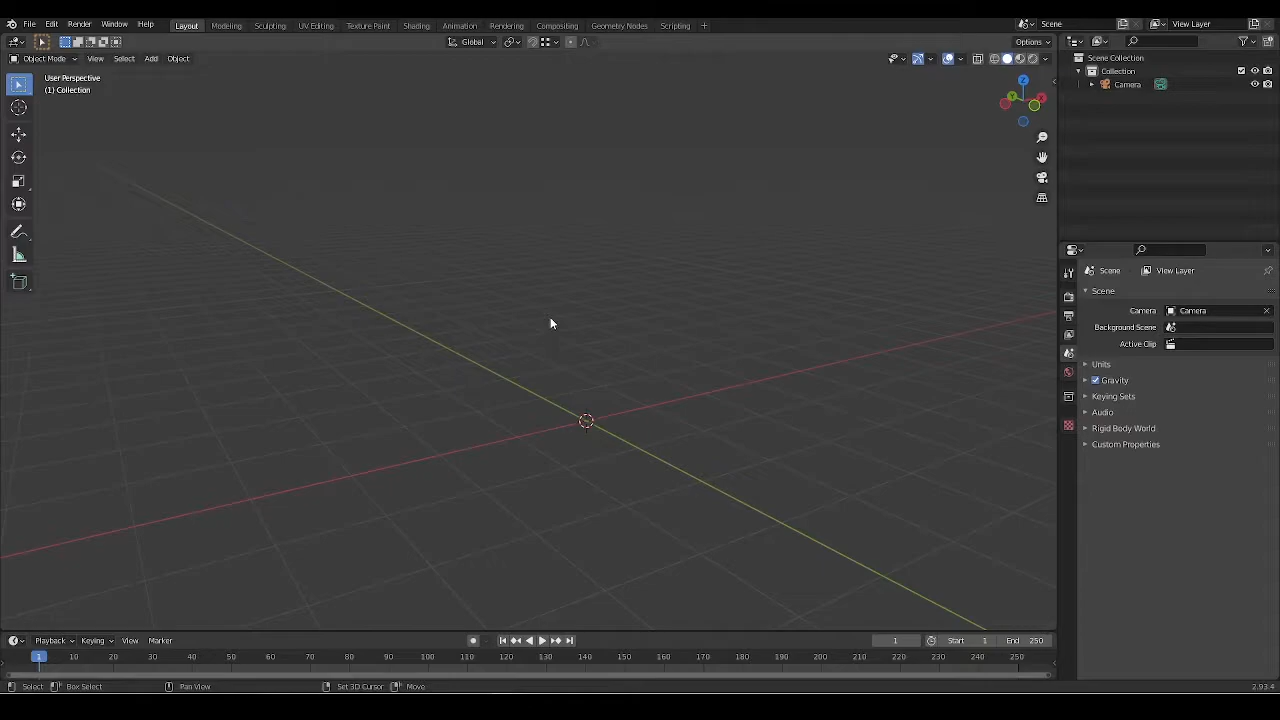 File Edit Render Window Help Layout Modeling Sculpting UV Editing Texture Paint Shading Animation Rendering Compositing Geometry Nodes Scripting + Scene View Layer
Global Options
Object Mode View Select Add Object
User Perspective
(1) Collection
Z
Y
X
Scene Collection
Collection
Camera
Scene View Layer
Scene
Camera Camera
Background Scene
Active Clip
Units
Gravity
Keying Sets
Audio
Rigid Body World
Custom Properties
Playback Keying View Marker 1 Start 1 End 250
1 10 20 30 40 50 60 70 80 90 100 110 120 130 140 150 160 170 180 190 200 210 220 230 240 250
Select Box Select Pan View Set 3D Cursor Move 2.93.4